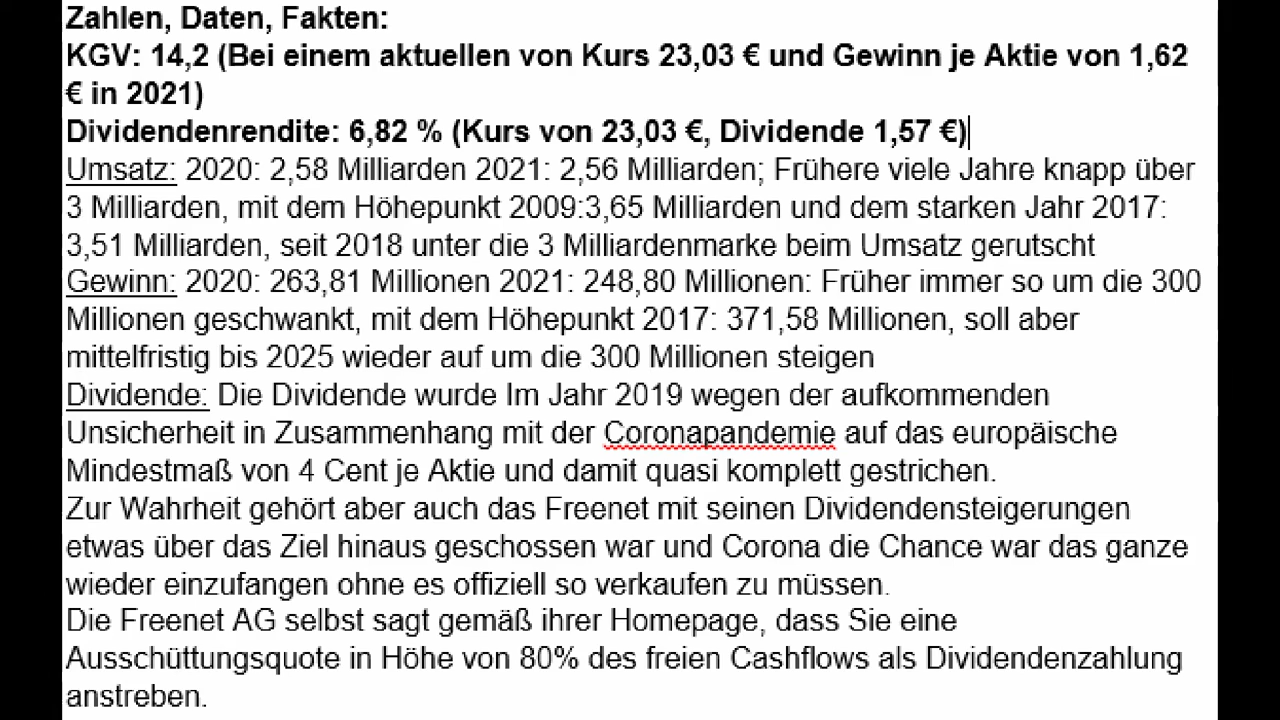 Zahlen, Daten, Fakten:
KGV: 14,2 (Bei einem aktuellen von Kurs 23,03 € und Gewinn je Aktie von 1,62
€ in 2021)
Dividendenrendite: 6,82 % (Kurs von 23,03 €, Dividende 1,57 €)
Umsatz: 2020: 2,58 Milliarden 2021: 2,56 Milliarden; Frühere viele Jahre knapp über
3 Milliarden, mit dem Höhepunkt 2009:3,65 Milliarden und dem starken Jahr 2017:
3,51 Milliarden, seit 2018 unter die 3 Milliardenmarke beim Umsatz gerutscht
Gewinn: 2020: 263,81 Millionen 2021: 248,80 Millionen: Früher immer so um die 300
Millionen geschwankt, mit dem Höhepunkt 2017: 371,58 Millionen, soll aber
mittelfristig bis 2025 wieder auf um die 300 Millionen steigen
Dividende: Die Dividende wurde Im Jahr 2019 wegen der aufkommenden
Unsicherheit in Zusammenhang mit der Coronapandemie auf das europäische
Mindestmaß von 4 Cent je Aktie und damit quasi komplett gestrichen.
Zur Wahrheit gehört aber auch das Freenet mit seinen Dividendensteigerungen
etwas über das Ziel hinaus geschossen war und Corona die Chance war das ganze
wieder einzufangen ohne es offiziell so verkaufen zu müssen.
Die Freenet AG selbst sagt gemäß ihrer Homepage, dass Sie eine
Ausschüttungsquote in Höhe von 80% des freien Cashflows als Dividendenzahlung
anstreben.